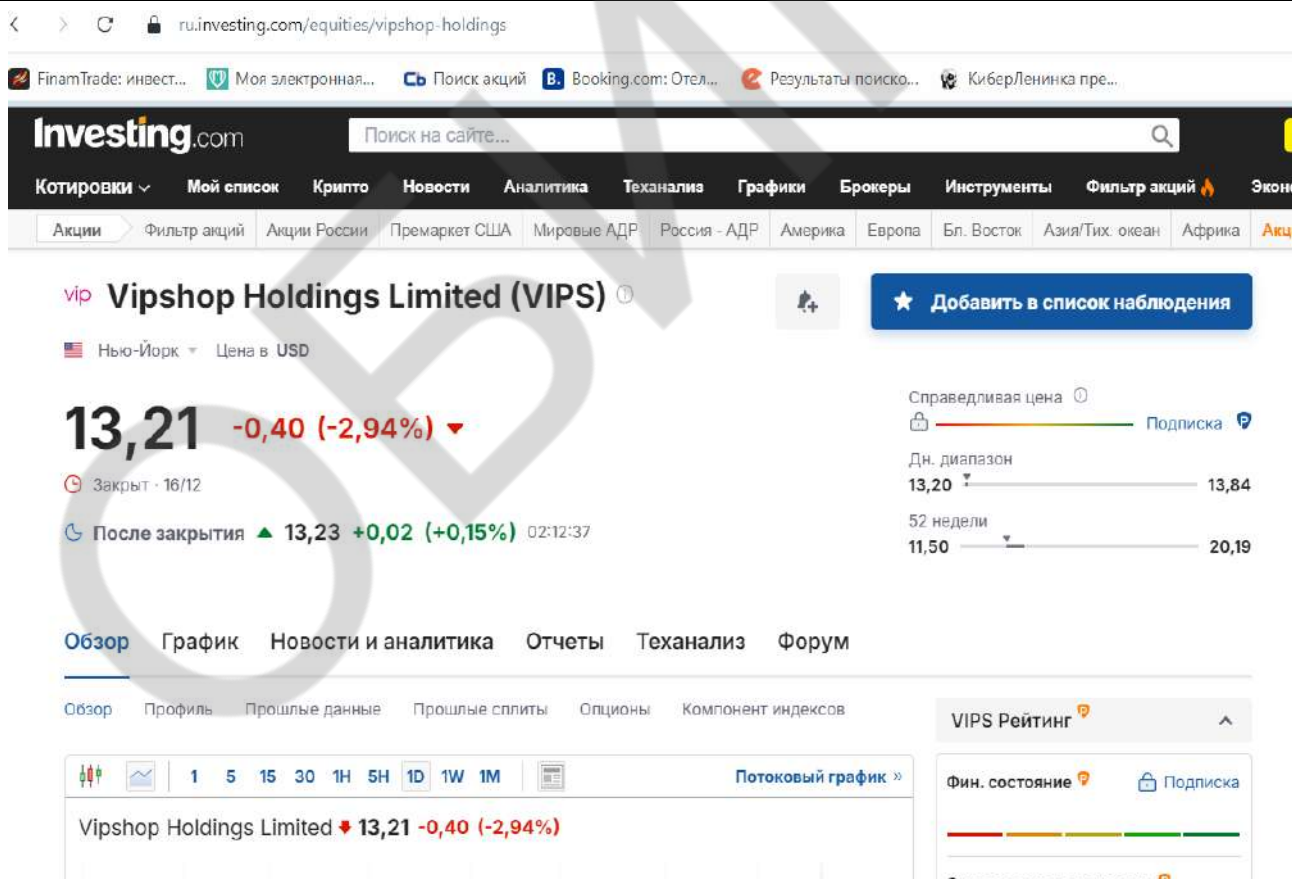 ru.investing.com/equities/vipshop-holdings
FinamTrade: инвест... Моя электронная... Сь Поиск акций B. Booking.com: Отел... Результаты поиско... КиберЛенинка пре...
Investing.com Поиск на сайте...
Котировки Мой список Крипто Новости Аналитика Теханализ Графики Брокеры Инструменты Фильтр акций Экон
Акции Фильтр акций Акции России Премаркет США Мировые АДР Россия - АДР Америка Европа Бл. Восток Азия/Тих. океан Африка Акц
vip Vipshop Holdings Limited (VIPS)
Добавить в список наблюдения
Нью-Йорк Цена в USD
13,21 -0,40 (-2,94%)
Закрыт · 16/12
После закрытия 13,23 +0,02 (+0,15%) 02:12:37
Справедливая цена
Подписка
Дн. диапазон
13,20 13,84
52 недели
11,50 20,19
Обзор График Новости и аналитика Отчеты Теханализ Форум
Обзор Профиль Прошлые данные Прошлые сплиты Опционы Компонент индексов
VIPS Рейтинг
1 5 15 30 1H 5H 1D 1W 1M Потоковый график »
Фин. состояние Подписка
Vipshop Holdings Limited 13,21 -0,40 (-2,94%)
ОБИ